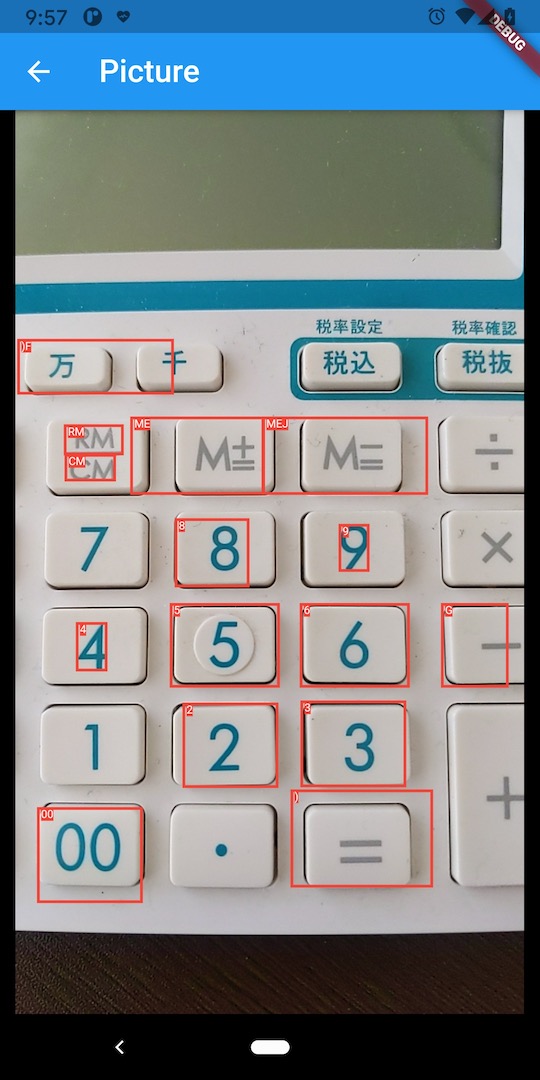 9:57
DEBUG
Picture
税率設定 税率確認
)F 万 千 税込 税抜
RM RM ME M± MEJ M= ÷
CM CM
7 8 8 9 9 ×
4 4 5 5 6 6 G −
1 2 2 3 3 +
00 00 · ) =